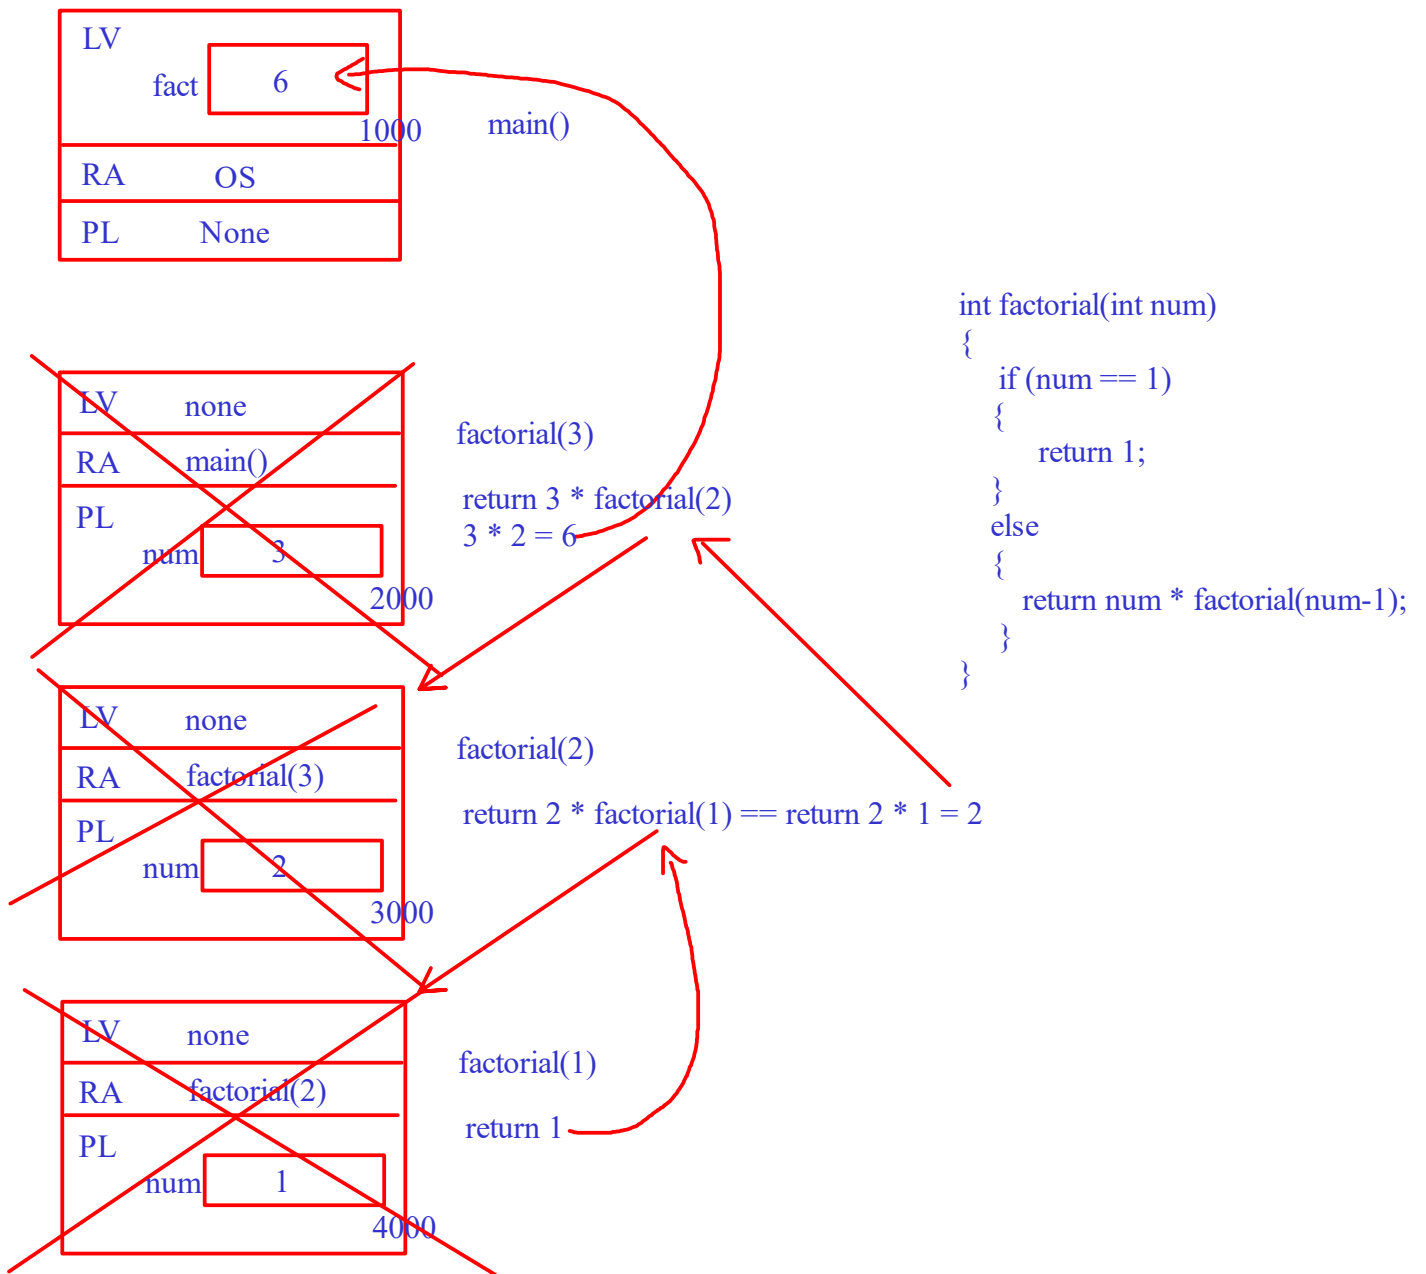 LV
fact 6
1000 main()
RA OS
PL None
LV none
RA main()
PL
num 3
2000
factorial(3)
return 3 * factorial(2)
3 * 2 = 6
int factorial(int num)
{
if (num == 1)
{
return 1;
}
else
{
return num * factorial(num-1);
}
}
LV none
RA factorial(3)
PL
num 2
3000
factorial(2)
return 2 * factorial(1) == return 2 * 1 = 2
LV none
RA factorial(2)
PL
num 1
4000
factorial(1)
return 1